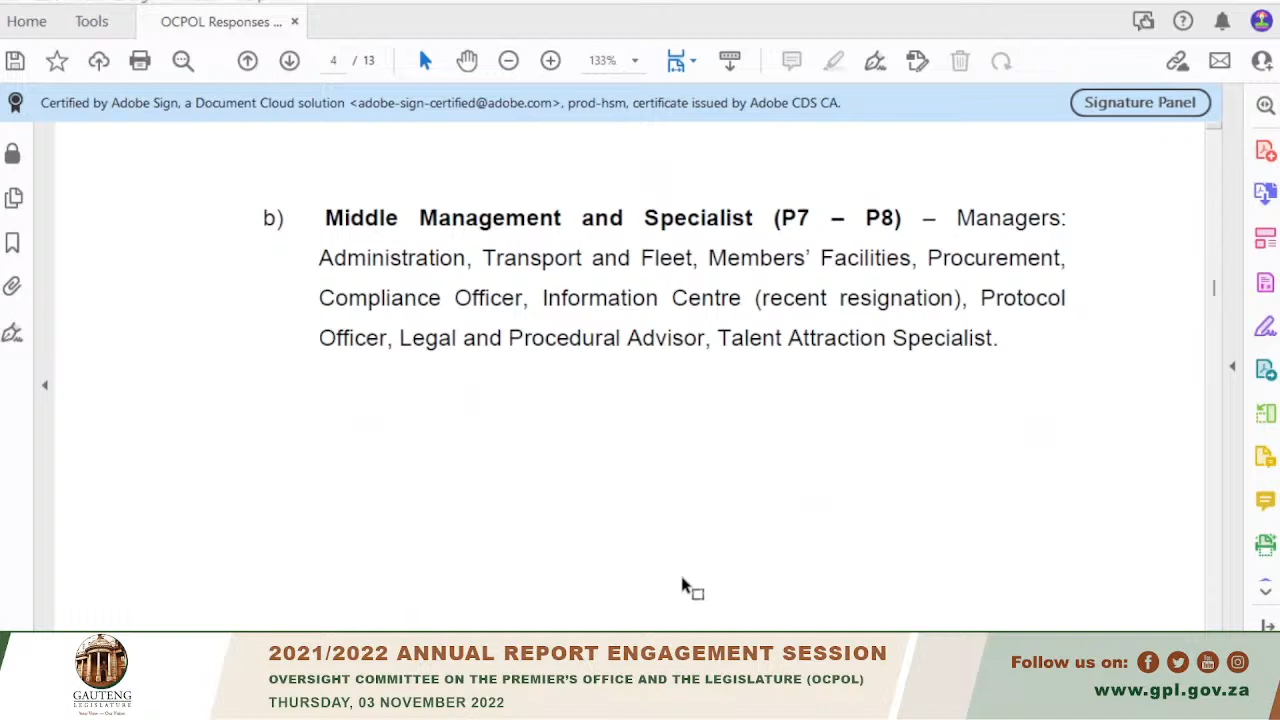 Home Tools OCPOL Responses ... ×
4 / 13 133%
Certified by Adobe Sign, a Document Cloud solution <adobe-sign-certified@adobe.com>, prod-hsm, certificate issued by Adobe CDS CA.
Signature Panel
b) Middle Management and Specialist (P7 – P8) – Managers:
Administration, Transport and Fleet, Members’ Facilities, Procurement,
Compliance Officer, Information Centre (recent resignation), Protocol
Officer, Legal and Procedural Advisor, Talent Attraction Specialist.
GAUTENG
LEGISLATURE
Your View — Our Vision
2021/2022 ANNUAL REPORT ENGAGEMENT SESSION
OVERSIGHT COMMITTEE ON THE PREMIER'S OFFICE AND THE LEGISLATURE (OCPOL)
THURSDAY, 03 NOVEMBER 2022
Follow us on:
www.gpl.gov.za